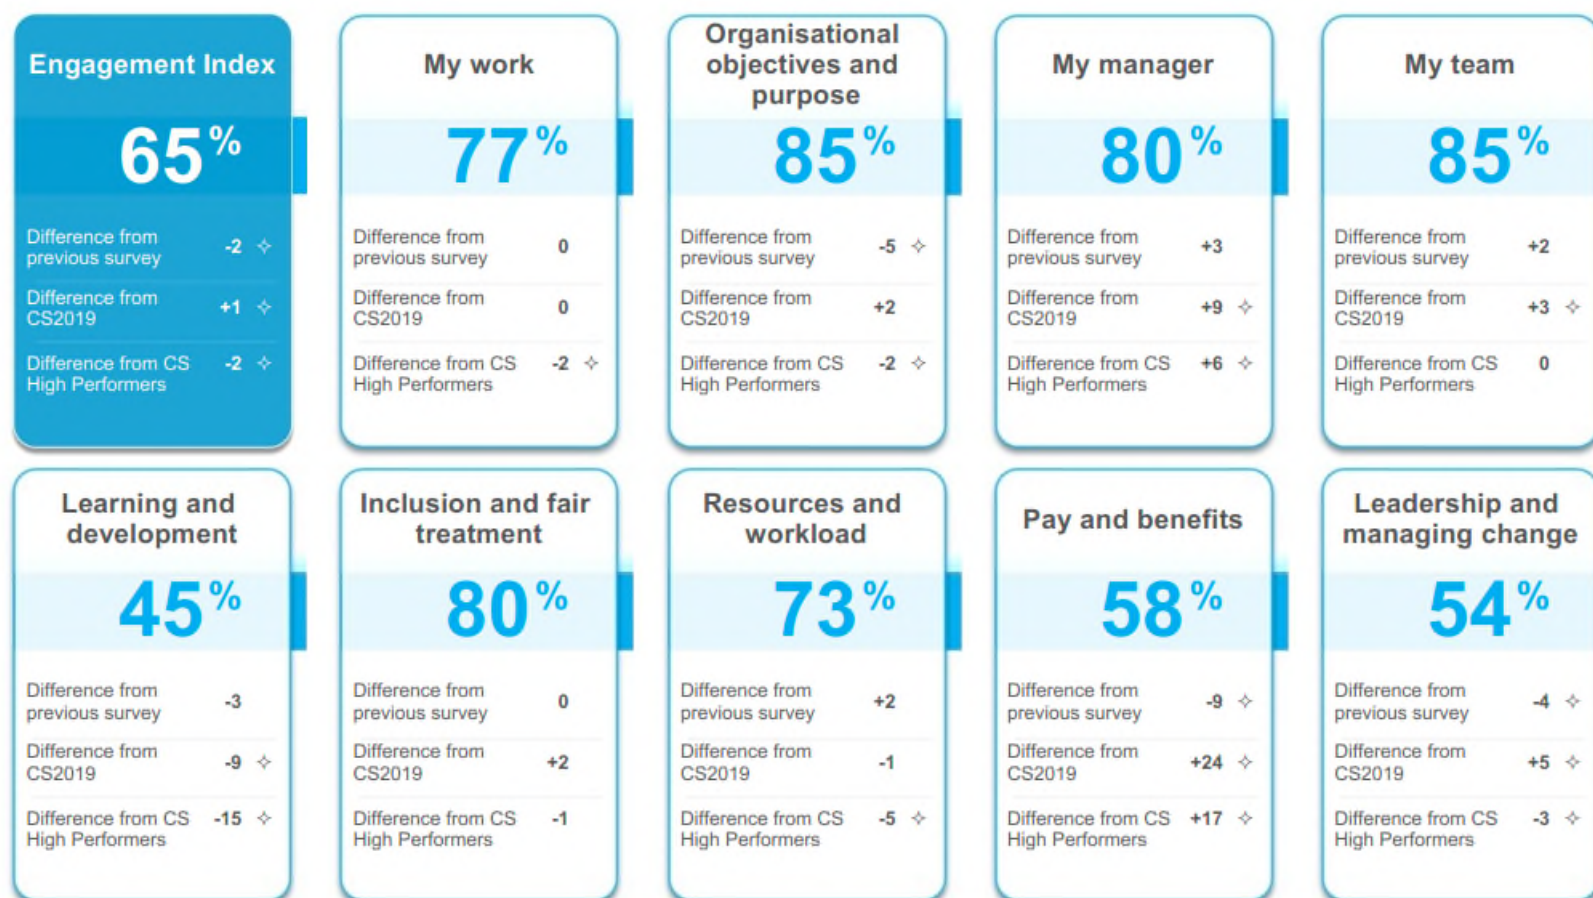 Engagement Index
65%
Difference from
previous survey
-2 ✧
Difference from
CS2019
+1 ✧
Difference from CS
High Performers
-2 ✧
My work
77%
Difference from
previous survey
0
Difference from
CS2019
0
Difference from CS
High Performers
-2 ✧
Organisational
objectives and
purpose
85%
Difference from
previous survey
-5 ✧
Difference from
CS2019
+2
Difference from CS
High Performers
-2 ✧
My manager
80%
Difference from
previous survey
+3
Difference from
CS2019
+9 ✧
Difference from CS
High Performers
+6 ✧
My team
85%
Difference from
previous survey
+2
Difference from
CS2019
+3 ✧
Difference from CS
High Performers
0
Learning and
development
45%
Difference from
previous survey
-3
Difference from
CS2019
-9 ✧
Difference from CS
High Performers
-15 ✧
Inclusion and fair
treatment
80%
Difference from
previous survey
0
Difference from
CS2019
+2
Difference from CS
High Performers
-1
Resources and
workload
73%
Difference from
previous survey
+2
Difference from
CS2019
-1
Difference from CS
High Performers
-5 ✧
Pay and benefits
58%
Difference from
previous survey
-9 ✧
Difference from
CS2019
+24 ✧
Difference from CS
High Performers
+17 ✧
Leadership and
managing change
54%
Difference from
previous survey
-4 ✧
Difference from
CS2019
+5 ✧
Difference from CS
High Performers
-3 ✧